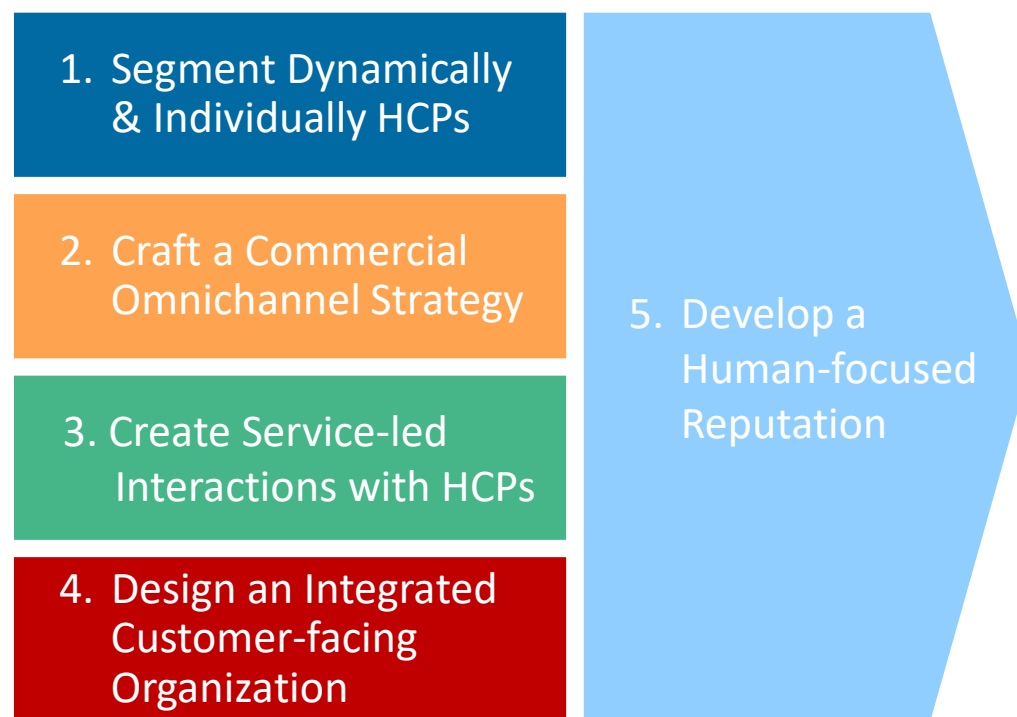 1. Segment Dynamically
& Individually HCPs
2. Craft a Commercial
Omnichannel Strategy
3. Create Service-led
Interactions with HCPs
4. Design an Integrated
Customer-facing
Organization
5. Develop a
Human-focused
Reputation